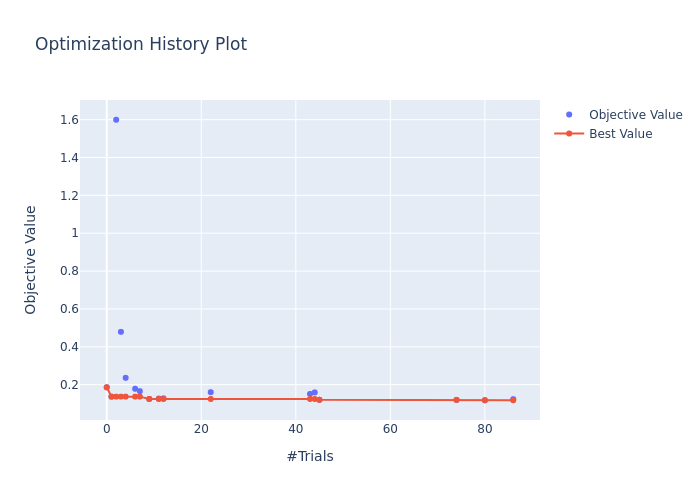 Optimization History Plot
Objective Value
Best Value
1.6
1.4
1.2
1
0.8
0.6
0.4
0.2
Objective Value
0
20
40
60
80
#Trials